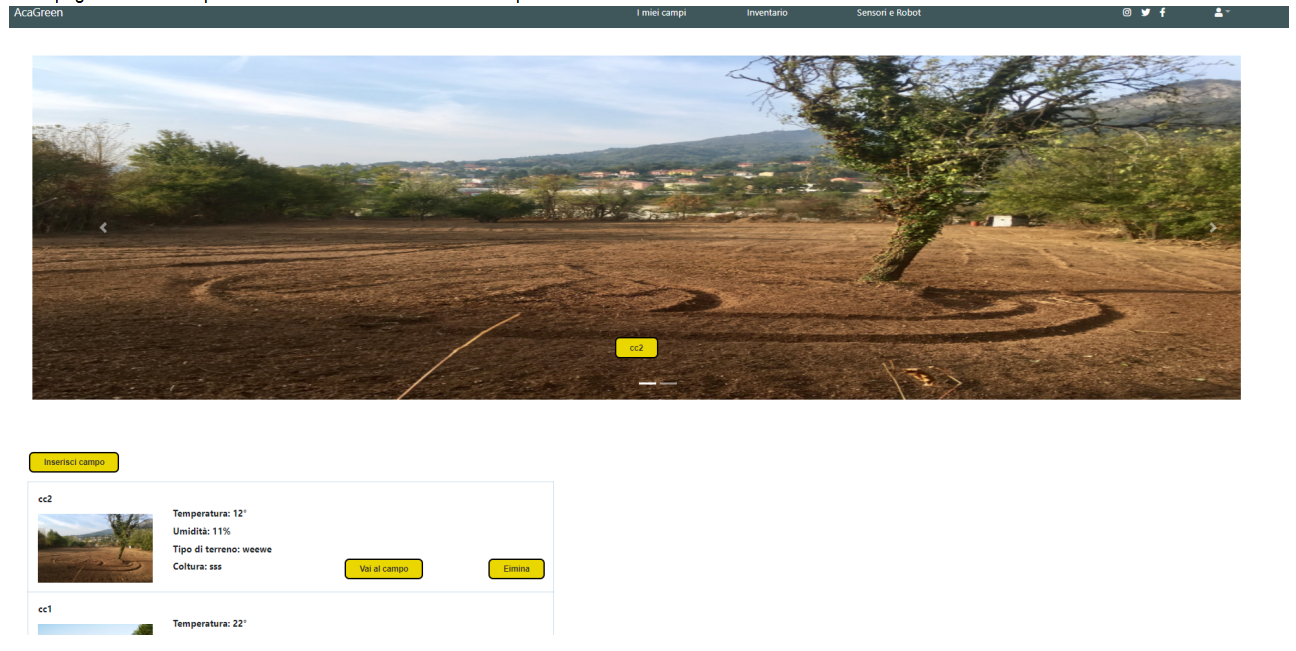 AcaGreen I miei campi Inventario Sensori e Robot
cc2
Inserisci campo
cc2
Temperatura: 12°
Umidità: 11%
Tipo di terreno: weewe
Coltura: sss
Vai al campo Eimina
cc1
Temperatura: 22°